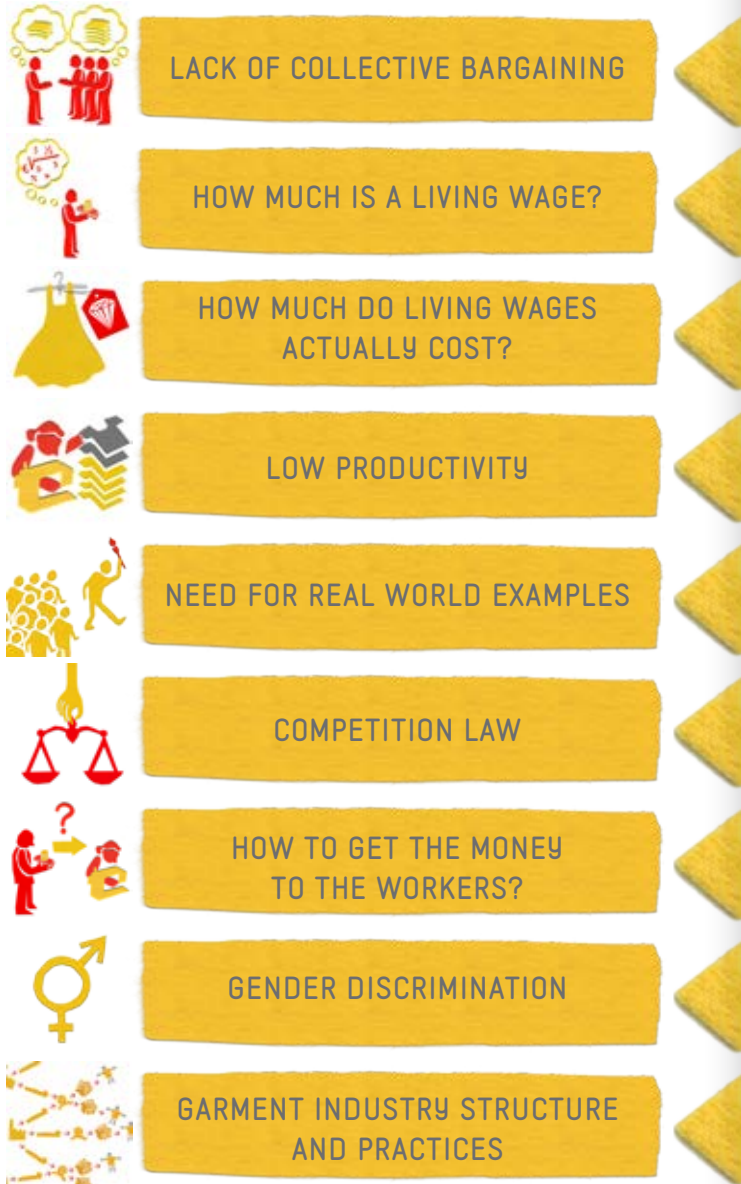 LACK OF COLLECTIVE BARGAINING
HOW MUCH IS A LIVING WAGE?
HOW MUCH DO LIVING WAGES
ACTUALLY COST?
LOW PRODUCTIVITY
NEED FOR REAL WORLD EXAMPLES
COMPETITION LAW
?
HOW TO GET THE MONEY
TO THE WORKERS?
GENDER DISCRIMINATION
GARMENT INDUSTRY STRUCTURE
AND PRACTICES